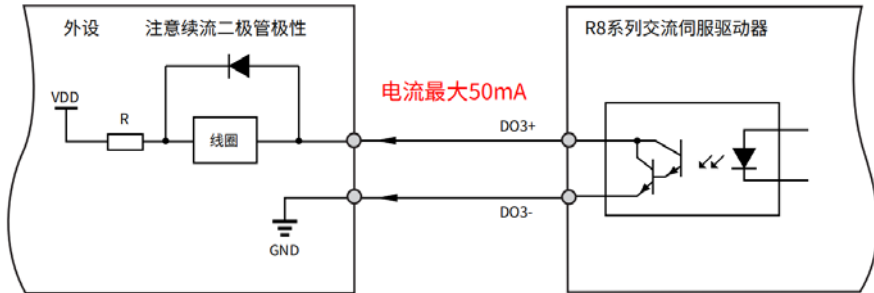 外设
注意续流二极管极性
R8系列交流伺服驱动器
电流最大50mA
VDD
R
线圈
DO3+
DO3-
GND